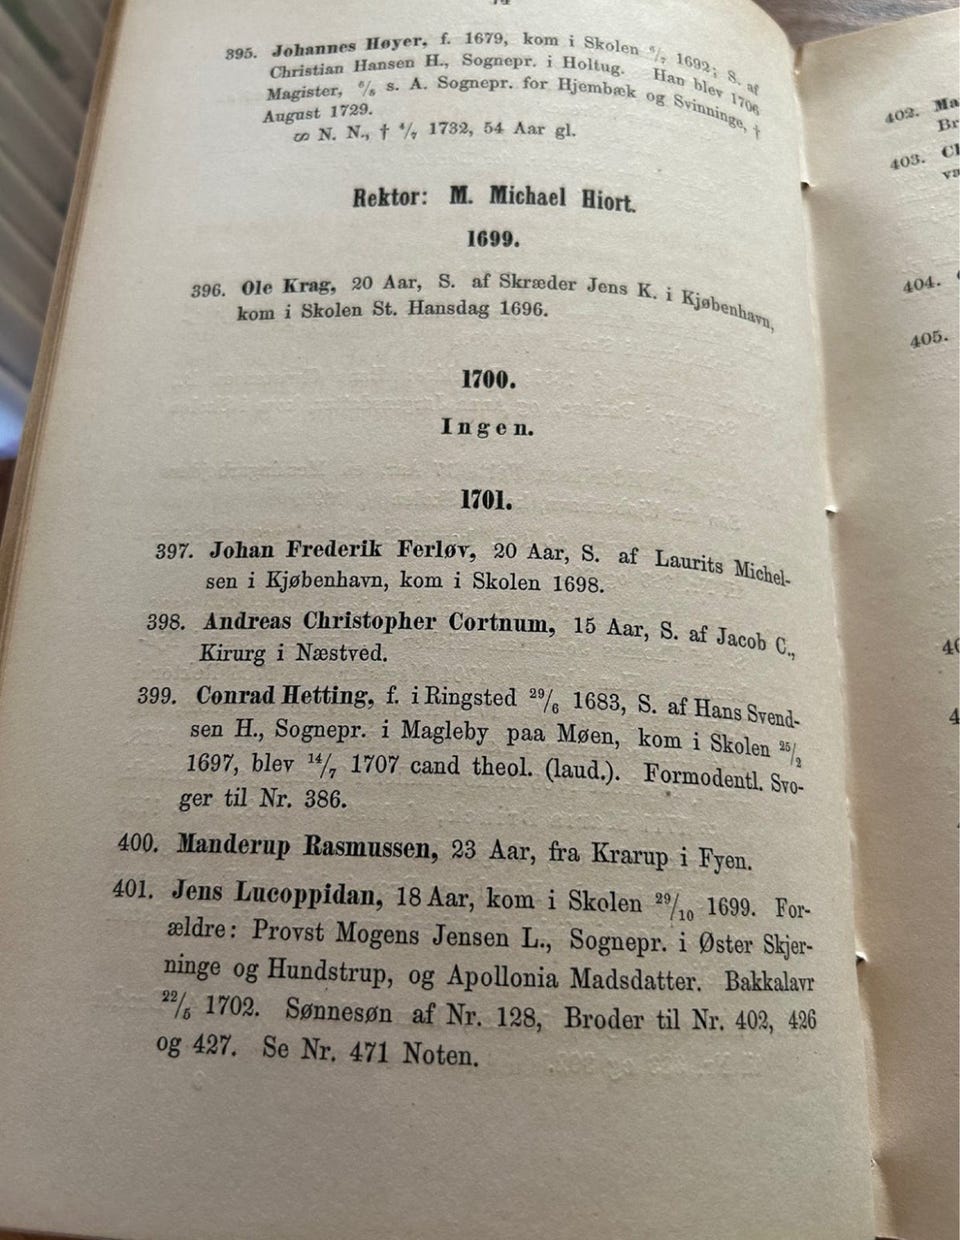 395. Johannes Høyer, f. 1679, kom i Skolen 6/7 1692; S. af
Christian Hansen H., Sognepr. i Holtug. Han blev 1706
Magister, s. A. Sognepr. for Hjembæk og Svinninge, †
August 1729.
∞ N. N., † 4/7 1732, 54 Aar gl.
Rektor: M. Michael Hiort.
1699.
396. Ole Krag, 20 Aar, S. af Skræder Jens K. i Kjøbenhavn,
kom i Skolen St. Hansdag 1696.
1700.
Ingen.
1701.
397. Johan Frederik Ferløv, 20 Aar, S. af Laurits Michel-
sen i Kjøbenhavn, kom i Skolen 1698.
398. Andreas Christopher Cortnum, 15 Aar, S. af Jacob C.,
Kirurg i Næstved.
399. Conrad Hetting, f. i Ringsted 29/6 1683, S. af Hans Svend-
sen H., Sognepr. i Magleby paa Møen, kom i Skolen 25/2
1697, blev 14/7 1707 cand theol. (laud.). Formodentl. Svo-
ger til Nr. 386.
400. Manderup Rasmussen, 23 Aar, fra Krarup i Fyen.
401. Jens Lucoppidan, 18 Aar, kom i Skolen 29/10 1699. For-
ældre: Provst Mogens Jensen L., Sognepr. i Øster Skjer-
ninge og Hundstrup, og Apollonia Madsdatter. Bakkalavr
22/5 1702. Sønnesøn af Nr. 128, Broder til Nr. 402, 426
og 427. Se Nr. 471 Noten.
402. Ma
Br
403. Cl
va
404.
405.